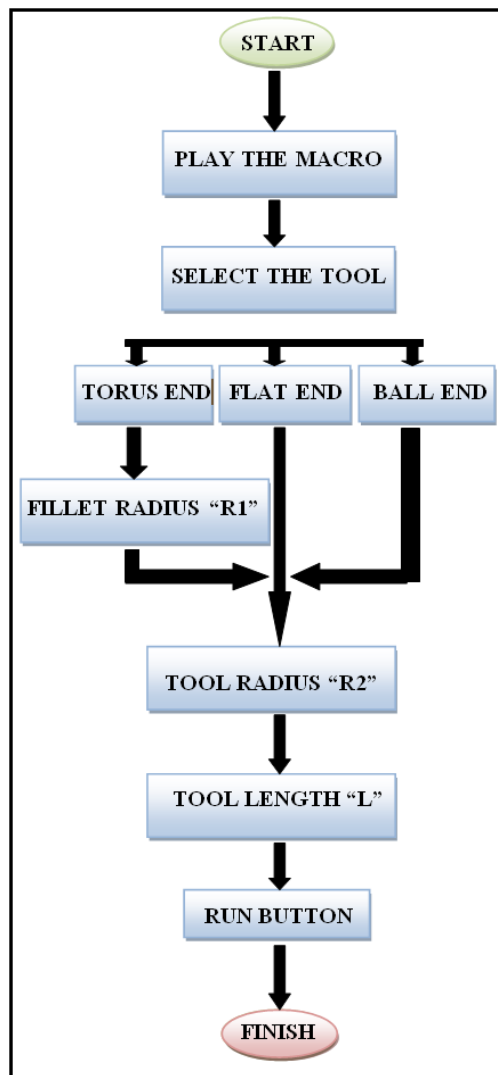 START
PLAY THE MACRO
SELECT THE TOOL
TORUS END
FLAT END
BALL END
FILLET RADIUS “R1”
TOOL RADIUS “R2”
TOOL LENGTH “L”
RUN BUTTON
FINISH